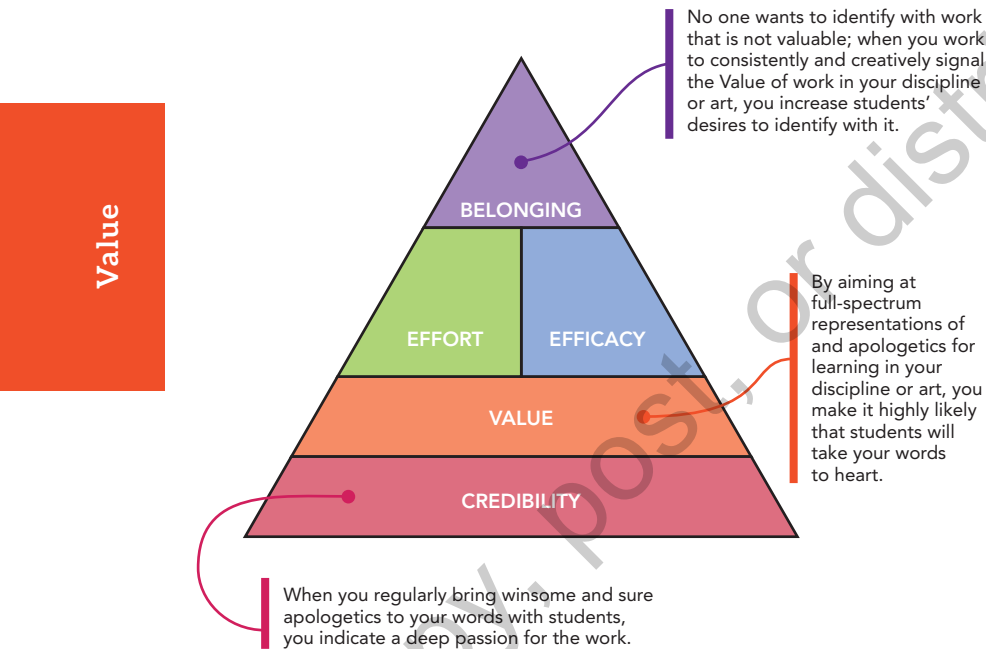 No one wants to identify with work
that is not valuable; when you work
to consistently and creatively signal
the Value of work in your discipline
or art, you increase students’
desires to identify with it.
Value
BELONGING
By aiming at
full-spectrum
representations of
and apologetics for
learning in your
discipline or art, you
make it highly likely
that students will
take your words
to heart.
EFFORT
EFFICACY
VALUE
CREDIBILITY
When you regularly bring winsome and sure
apologetics to your words with students,
you indicate a deep passion for the work.
post, or